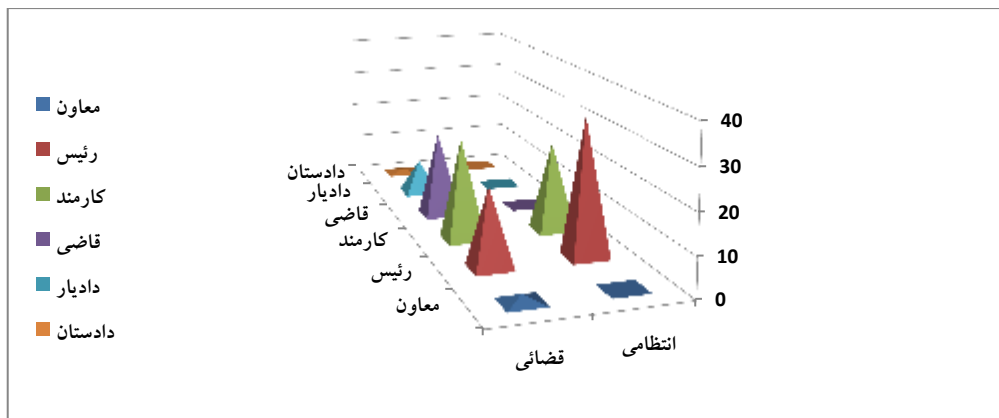 معاون
رئیس
کارمند
قاضی
دادیار
دادستان
دادستان
دادیار
قاضی
کارمند
رئیس
معاون
40
30
20
10
0
انتظامی
قضائی